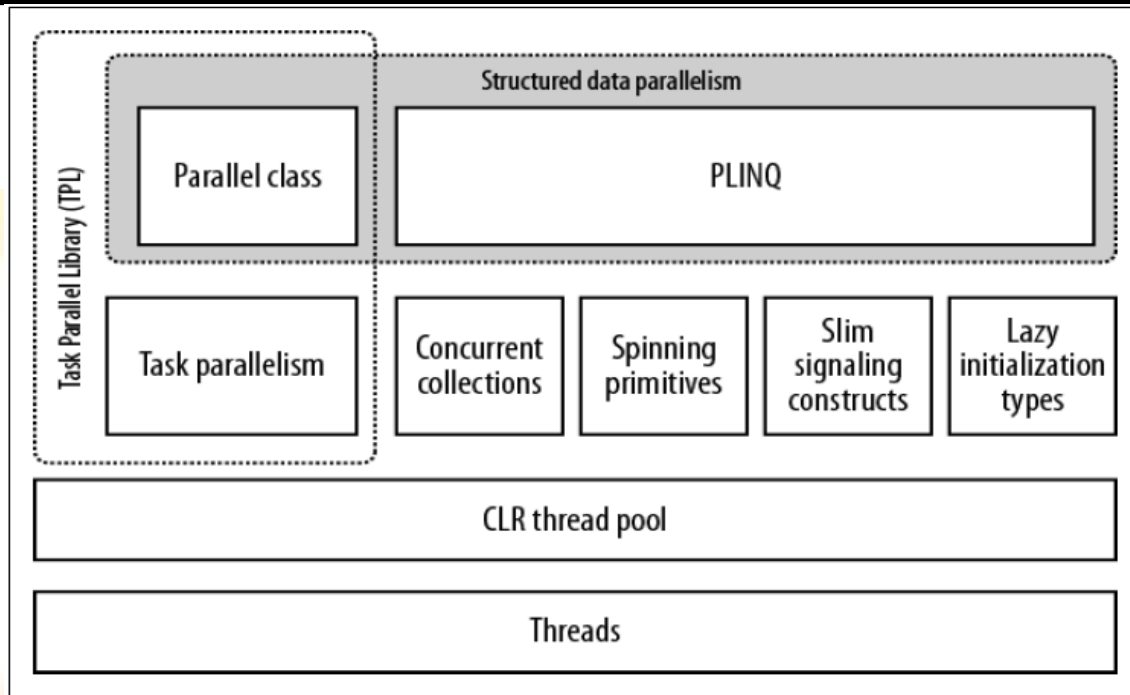 Structured data parallelism
Task Parallel Library (TPL)
Parallel class
PLINQ
Task parallelism
Concurrent
collections
Spinning
primitives
Slim
signaling
constructs
Lazy
initialization
types
CLR thread pool
Threads